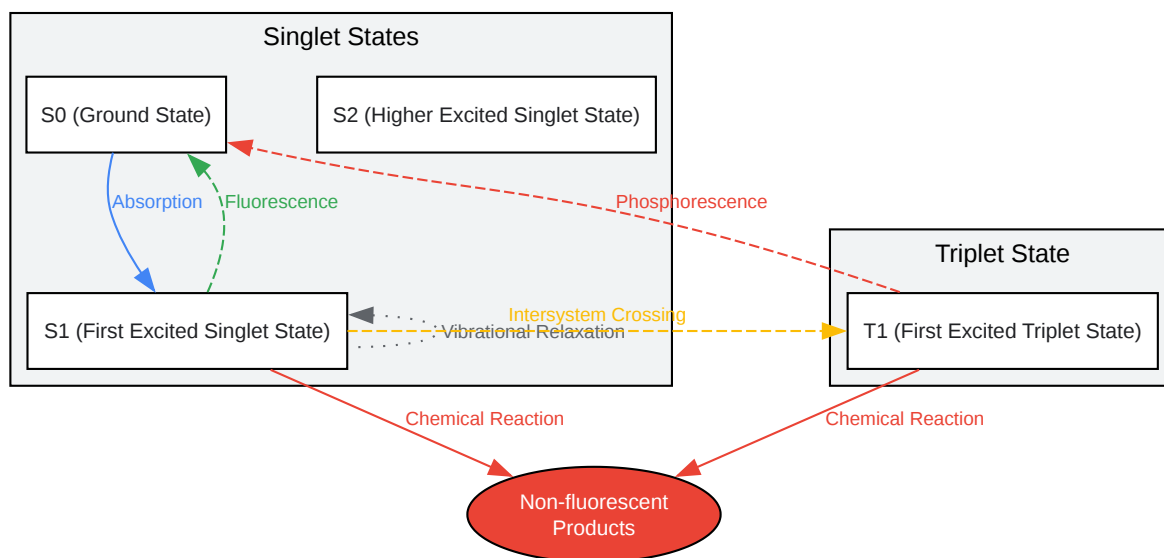 Singlet States
S0 (Ground State)
S2 (Higher Excited Singlet State)
Absorption
Fluorescence
Phosphorescence
Triplet State
S1 (First Excited Singlet State)
Intersystem Crossing
Vibrational Relaxation
T1 (First Excited Triplet State)
Chemical Reaction
Chemical Reaction
Non-fluorescent
Products